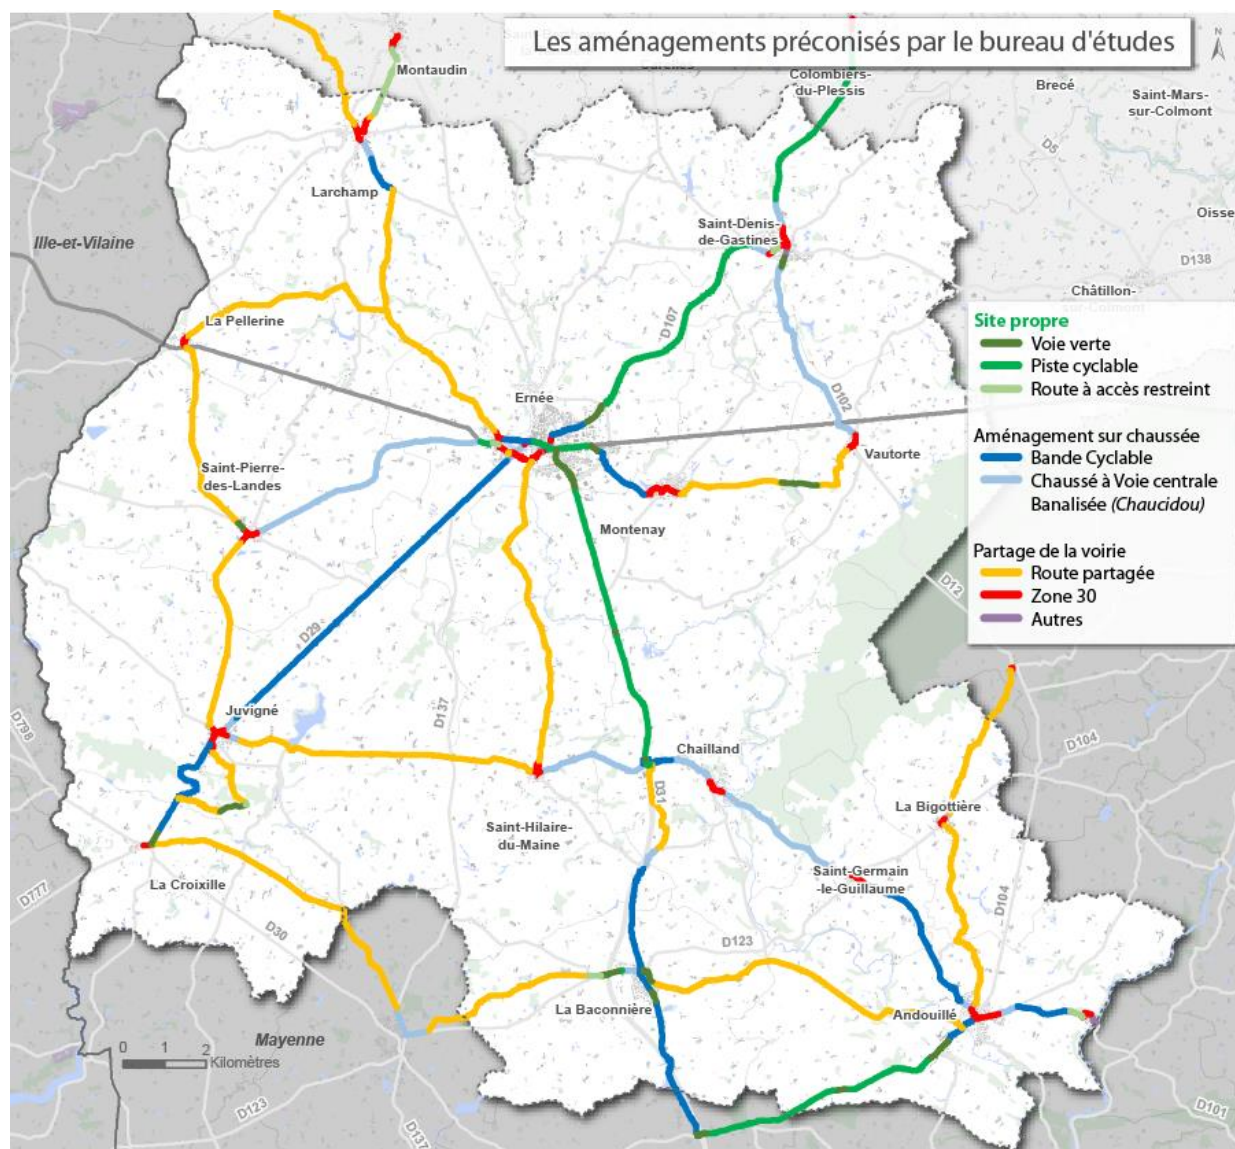 Les aménagements préconisés par le bureau d'études
N
Montaudin
Colombiers-
du-Plessis
Brecé
Saint-Mars-
sur-Colmont
D5
Larchamp
Oisse
Ille-et-Vilaine
Saint-Denis-
de-Gastines
D138
Châtillon-
sur-Colmont
La Pellerine
D107
Site propre
Voie verte
Piste cyclable
Route à accès restreint
Ernée
D102
Aménagement sur chaussée
Bande Cyclable
Chaussé à Voie centrale
Banalisée (Chaucidou)
Vautorte
Saint-Pierre-
des-Landes
Montenay
Partage de la voirie
Route partagée
Zone 30
Autres
D12
D29
Juvigné
D137
D798
Chailland
D104
D31
La Bigottière
Saint-Hilaire-
du-Maine
Saint-Germain
-le-Guillaume
La Croixille
D777
D104
D30
D123
La Baconnière
Andouillé
Mayenne
0 1 2
Kilomètres
D123
D137
D101